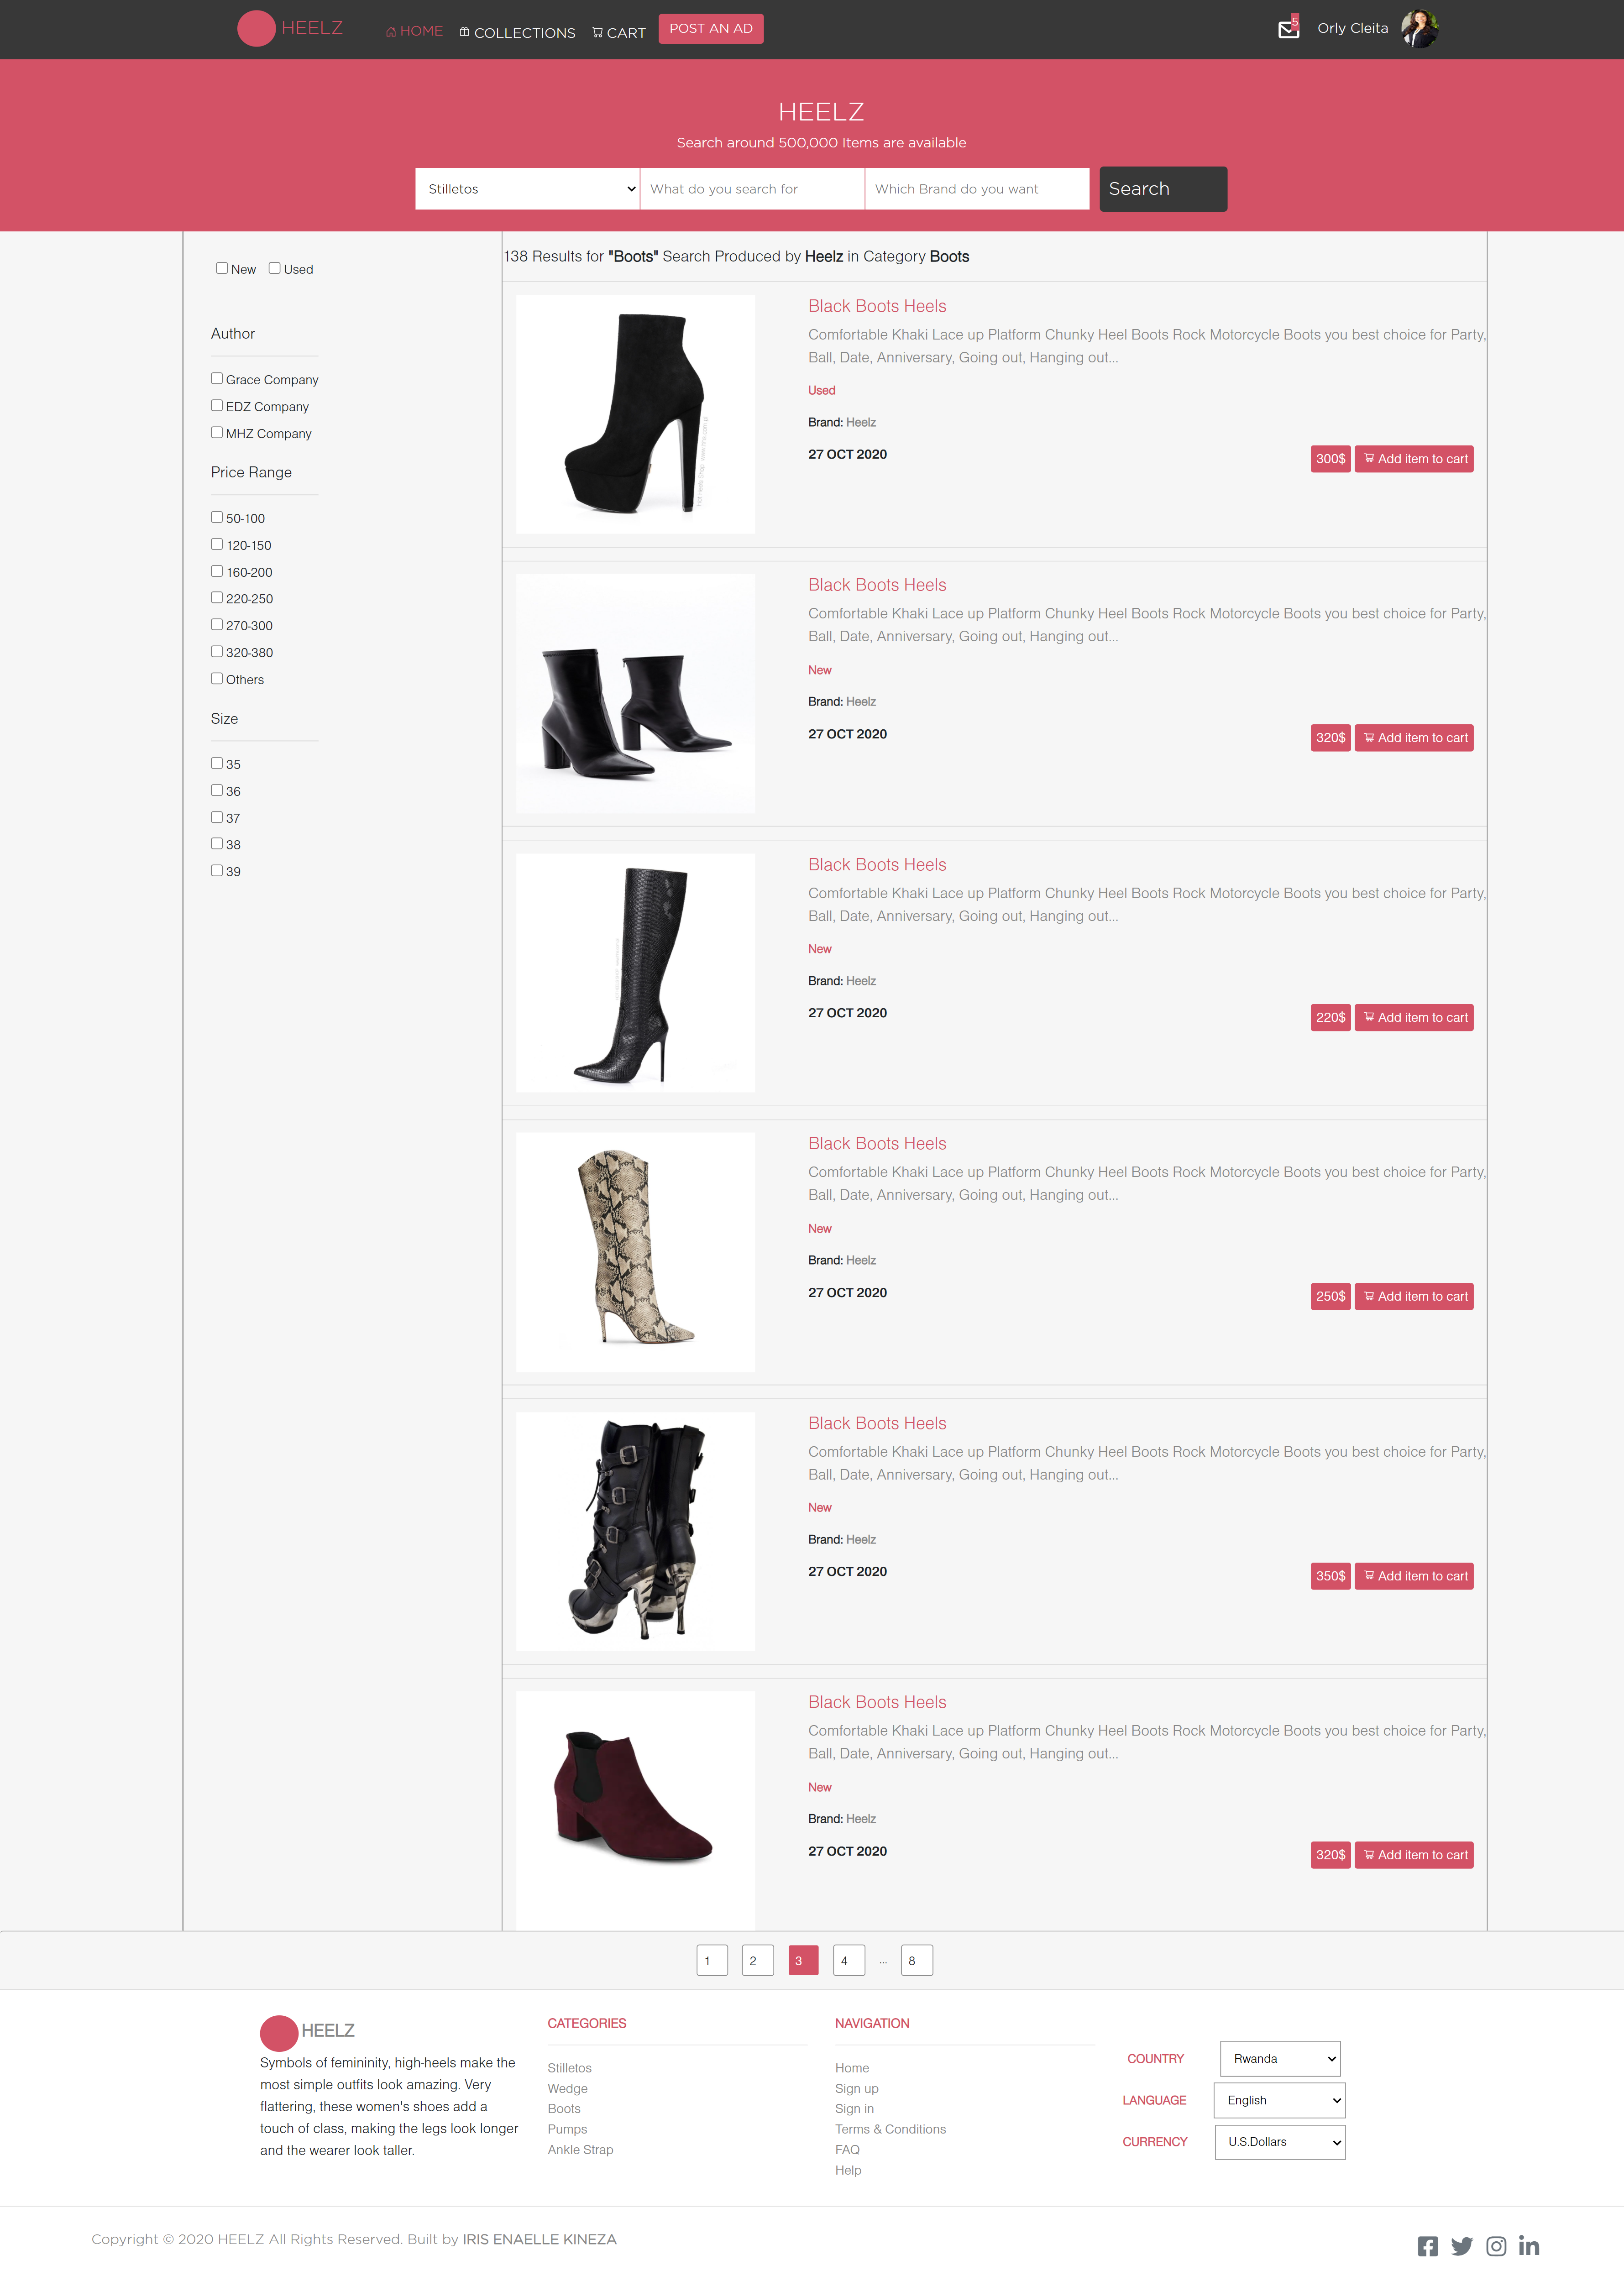 HEELZ
HOME
COLLECTIONS
CART
POST AN AD
5
Orly Cleita
HEELZ
Search around 500,000 Items are available
Stilletos
What do you search for
Which Brand do you want
Search
New
Used
Author
Grace Company
EDZ Company
MHZ Company
Price Range
50-100
120-150
160-200
220-250
270-300
320-380
Others
Size
35
36
37
38
39
138 Results for "Boots" Search Produced by Heelz in Category Boots
Black Boots Heels
Comfortable Khaki Lace up Platform Chunky Heel Boots Rock Motorcycle Boots you best choice for Party,
Ball, Date, Anniversary, Going out, Hanging out...
Used
Brand: Heelz
27 OCT 2020
300$
Add item to cart
Black Boots Heels
Comfortable Khaki Lace up Platform Chunky Heel Boots Rock Motorcycle Boots you best choice for Party,
Ball, Date, Anniversary, Going out, Hanging out...
New
Brand: Heelz
27 OCT 2020
320$
Add item to cart
Black Boots Heels
Comfortable Khaki Lace up Platform Chunky Heel Boots Rock Motorcycle Boots you best choice for Party,
Ball, Date, Anniversary, Going out, Hanging out...
New
Brand: Heelz
27 OCT 2020
220$
Add item to cart
Black Boots Heels
Comfortable Khaki Lace up Platform Chunky Heel Boots Rock Motorcycle Boots you best choice for Party,
Ball, Date, Anniversary, Going out, Hanging out...
New
Brand: Heelz
27 OCT 2020
250$
Add item to cart
Black Boots Heels
Comfortable Khaki Lace up Platform Chunky Heel Boots Rock Motorcycle Boots you best choice for Party,
Ball, Date, Anniversary, Going out, Hanging out...
New
Brand: Heelz
27 OCT 2020
350$
Add item to cart
Black Boots Heels
Comfortable Khaki Lace up Platform Chunky Heel Boots Rock Motorcycle Boots you best choice for Party,
Ball, Date, Anniversary, Going out, Hanging out...
New
Brand: Heelz
27 OCT 2020
320$
Add item to cart
1 2 3 4 ... 8
HEELZ
Symbols of femininity, high-heels make the
most simple outfits look amazing. Very
flattering, these women's shoes add a
touch of class, making the legs look longer
and the wearer look taller.
CATEGORIES
Stilletos
Wedge
Boots
Pumps
Ankle Strap
NAVIGATION
Home
Sign up
Sign in
Terms & Conditions
FAQ
Help
COUNTRY
Rwanda
LANGUAGE
English
CURRENCY
U.S.Dollars
Copyright © 2020 HEELZ All Rights Reserved. Built by IRIS ENAELLE KINEZA